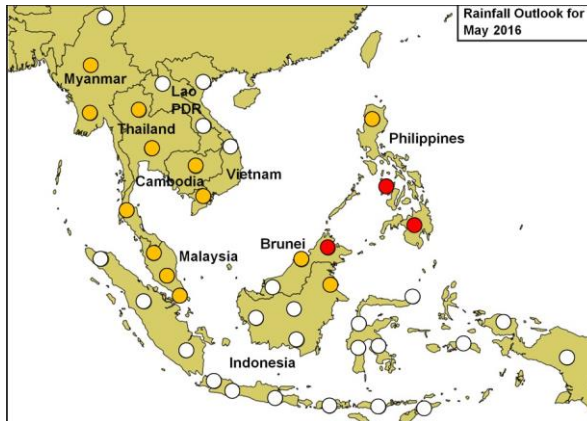 Rainfall Outlook for
May 2016
Myanmar
Lao
PDR
Thailand
Philippines
Vietnam
Cambodia
Brunei
Malaysia
Indonesia